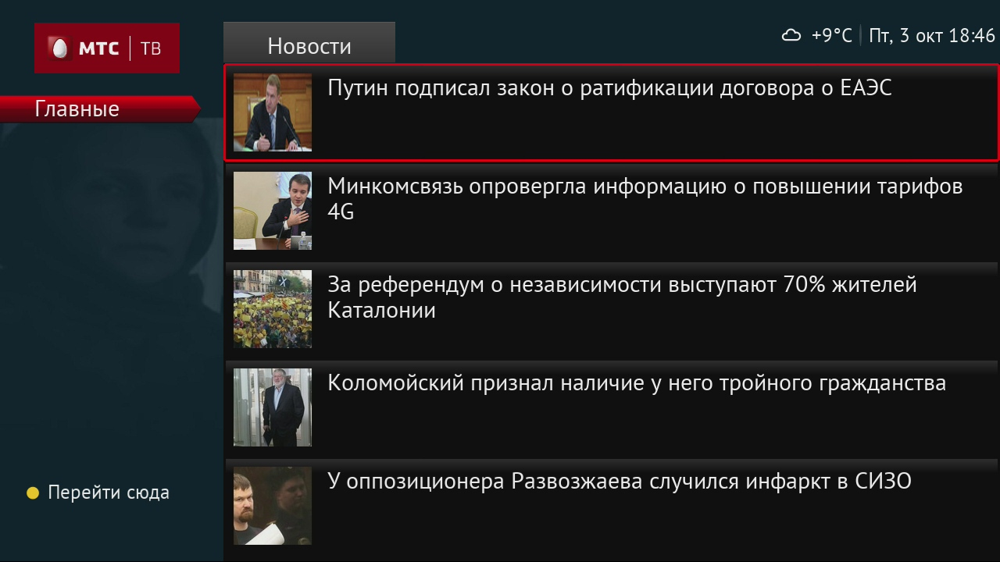 МТС ТВ
Новости
+9°C Пт, 3 окт 18:46
Главные
Путин подписал закон о ратификации договора о ЕАЭС
Минкомсвязь опровергла информацию о повышении тарифов
4G
За референдум о независимости выступают 70% жителей
Каталонии
Коломойский признал наличие у него тройного гражданства
У оппозиционера Развозжаева случился инфаркт в СИЗО
Перейти сюда